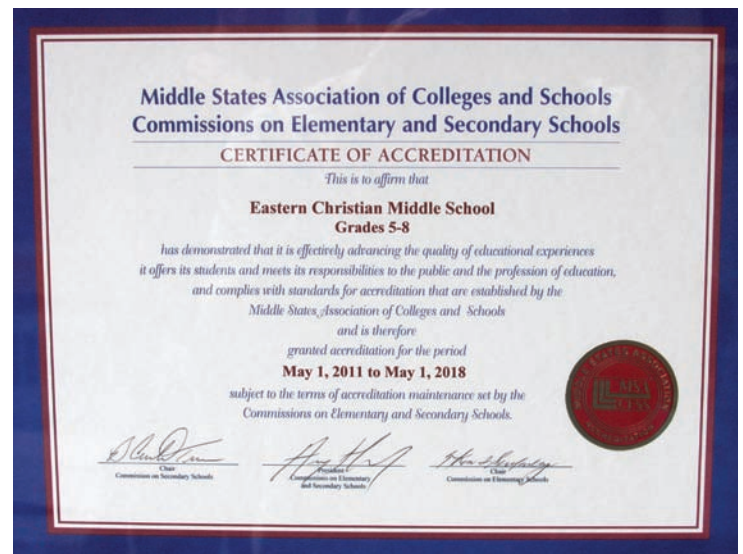 Middle States Association of Colleges and Schools
Commissions on Elementary and Secondary Schools
CERTIFICATE OF ACCREDITATION
This is to affirm that
Eastern Christian Middle School
Grades 5-8
has demonstrated that it is effectively advancing the quality of educational experiences
it offers its students and meets its responsibilities to the public and the profession of education,
and complies with standards for accreditation that are established by the
Middle States Association of Colleges and Schools
and is therefore
granted accreditation for the period
May 1, 2011 to May 1, 2018
subject to the terms of accreditation maintenance set by the
Commissions on Elementary and Secondary Schools.
MIDDLE STATES ASSOCIATION
MSA
CESS
ACCREDITATION
Chair
Commission on Secondary Schools
President
Commissions on Elementary
and Secondary Schools
Chair
Commission on Elementary Schools